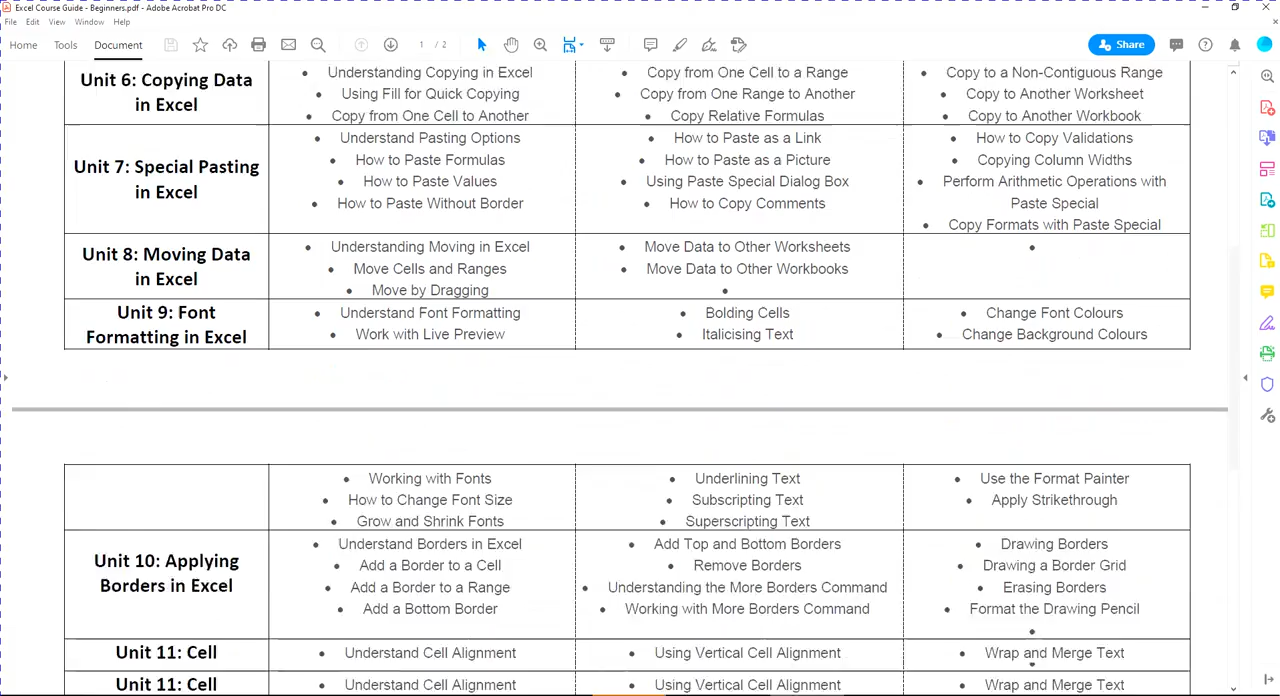 Excel Course Guide - Beginners.pdf - Adobe Acrobat Pro DC
File Edit View Window Help
Home Tools Document 1 / 2 Share
Unit 6: Copying Data
in Excel
Understanding Copying in Excel
Using Fill for Quick Copying
Copy from One Cell to Another
Copy from One Cell to a Range
Copy from One Range to Another
Copy Relative Formulas
Copy to a Non-Contiguous Range
Copy to Another Worksheet
Copy to Another Workbook
Unit 7: Special Pasting
in Excel
Understand Pasting Options
How to Paste Formulas
How to Paste Values
How to Paste Without Border
How to Paste as a Link
How to Paste as a Picture
Using Paste Special Dialog Box
How to Copy Comments
How to Copy Validations
Copying Column Widths
Perform Arithmetic Operations with
Paste Special
Copy Formats with Paste Special
Unit 8: Moving Data
in Excel
Understanding Moving in Excel
Move Cells and Ranges
Move by Dragging
Move Data to Other Worksheets
Move Data to Other Workbooks
Unit 9: Font
Formatting in Excel
Understand Font Formatting
Work with Live Preview
Bolding Cells
Italicising Text
Change Font Colours
Change Background Colours
Working with Fonts
How to Change Font Size
Grow and Shrink Fonts
Underlining Text
Subscripting Text
Superscripting Text
Use the Format Painter
Apply Strikethrough
Unit 10: Applying
Borders in Excel
Understand Borders in Excel
Add a Border to a Cell
Add a Border to a Range
Add a Bottom Border
Add Top and Bottom Borders
Remove Borders
Understanding the More Borders Command
Working with More Borders Command
Drawing Borders
Drawing a Border Grid
Erasing Borders
Format the Drawing Pencil
Unit 11: Cell
Understand Cell Alignment
Using Vertical Cell Alignment
Wrap and Merge Text
Unit 11: Cell
Understand Cell Alignment
Using Vertical Cell Alignment
Wrap and Merge Text